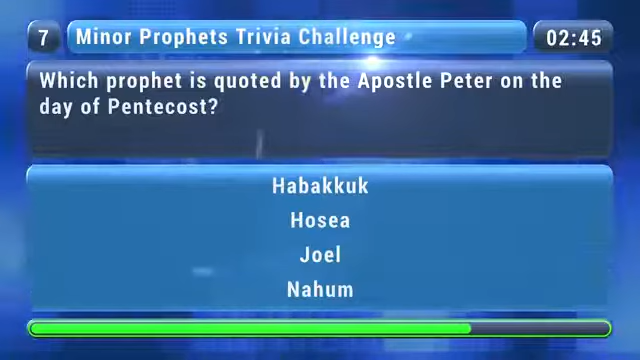 7
Minor Prophets Trivia Challenge
02:45
Which prophet is quoted by the Apostle Peter on the
day of Pentecost?
Habakkuk
Hosea
Joel
Nahum